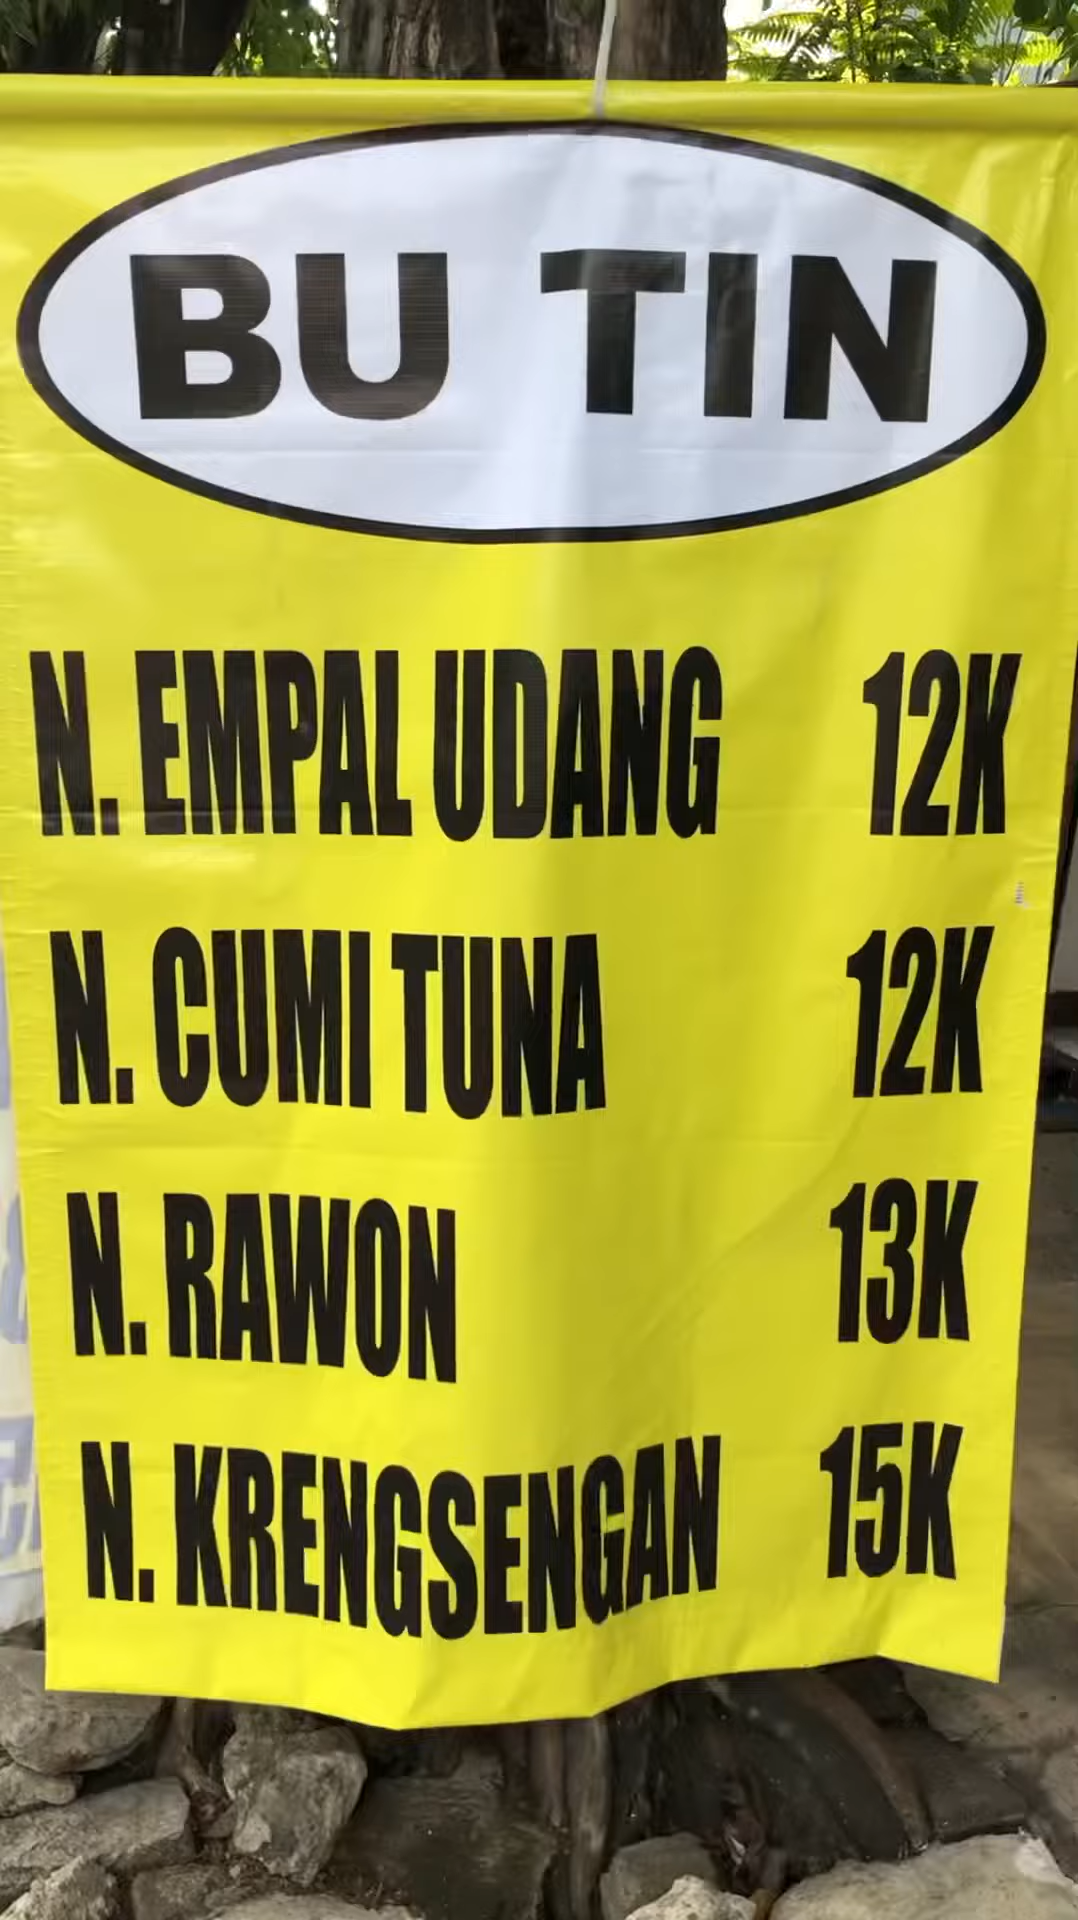 BU TIN
N. EMPAL UDANG 12K
N. CUMI TUNA 12K
N. RAWON 13K
N. KRENGSENGAN 15K